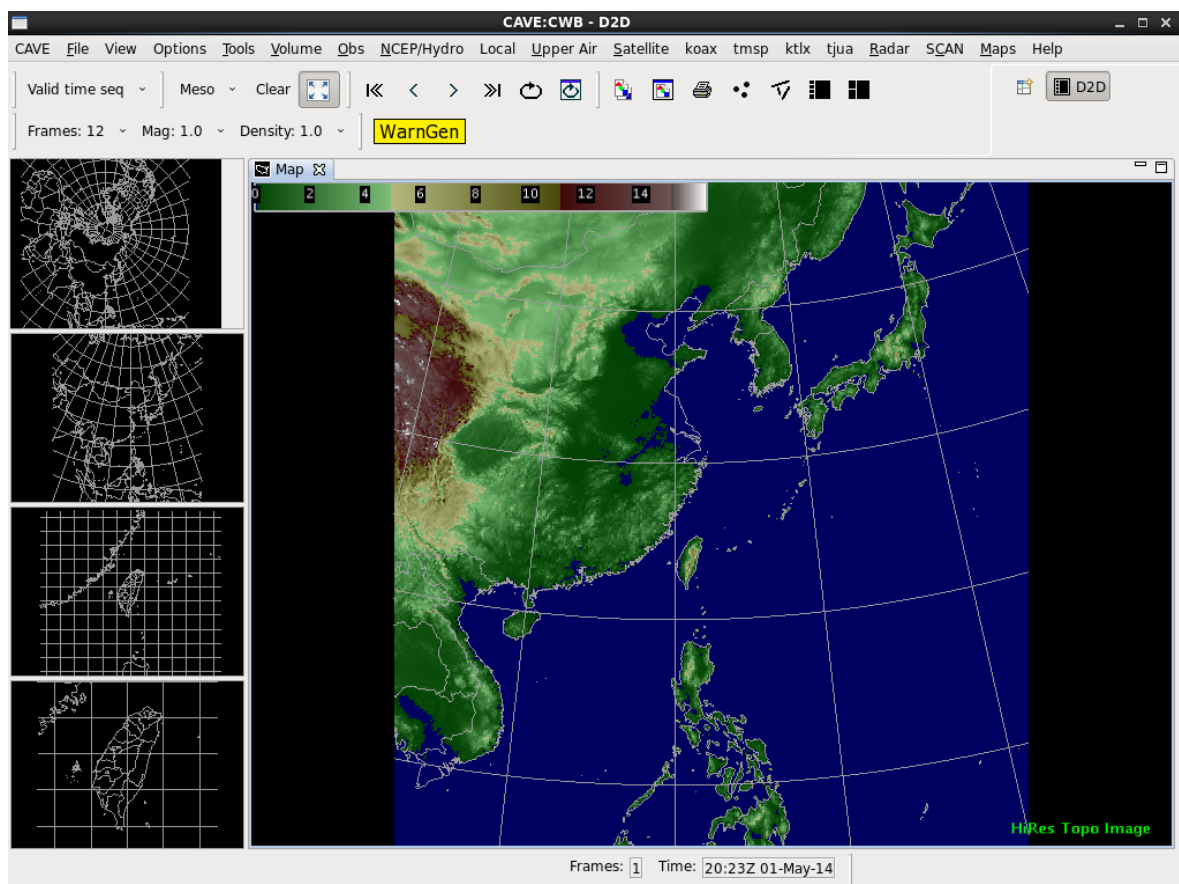 CAVE:CWB - D2D
CAVE File View Options Tools Volume Obs NCEP/Hydro Local Upper Air Satellite koax tmsp ktlx tjua Radar SCAN Maps Help
Valid time seq Meso Clear D2D
Frames: 12 Mag: 1.0 Density: 1.0 WarnGen
Map
0 2 4 6 8 10 12 14
HiRes Topo Image
Frames: 1 Time: 20:23Z 01-May-14